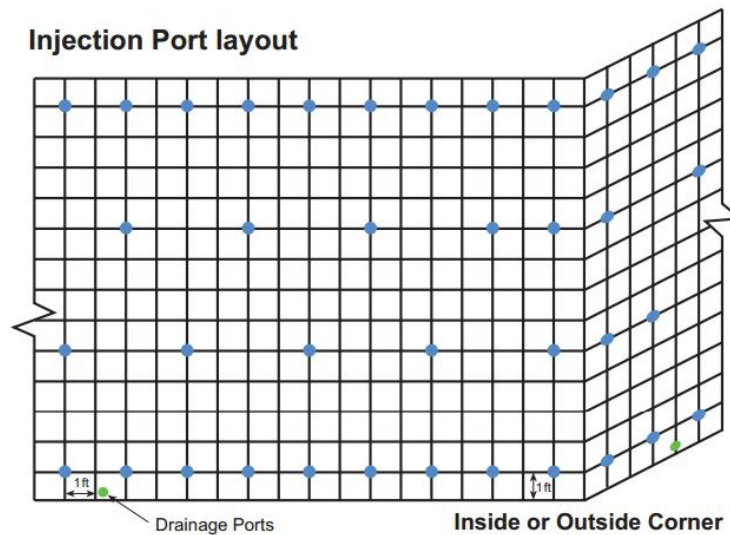 Injection Port layout
1ft
1ft
Drainage Ports
Inside or Outside Corner